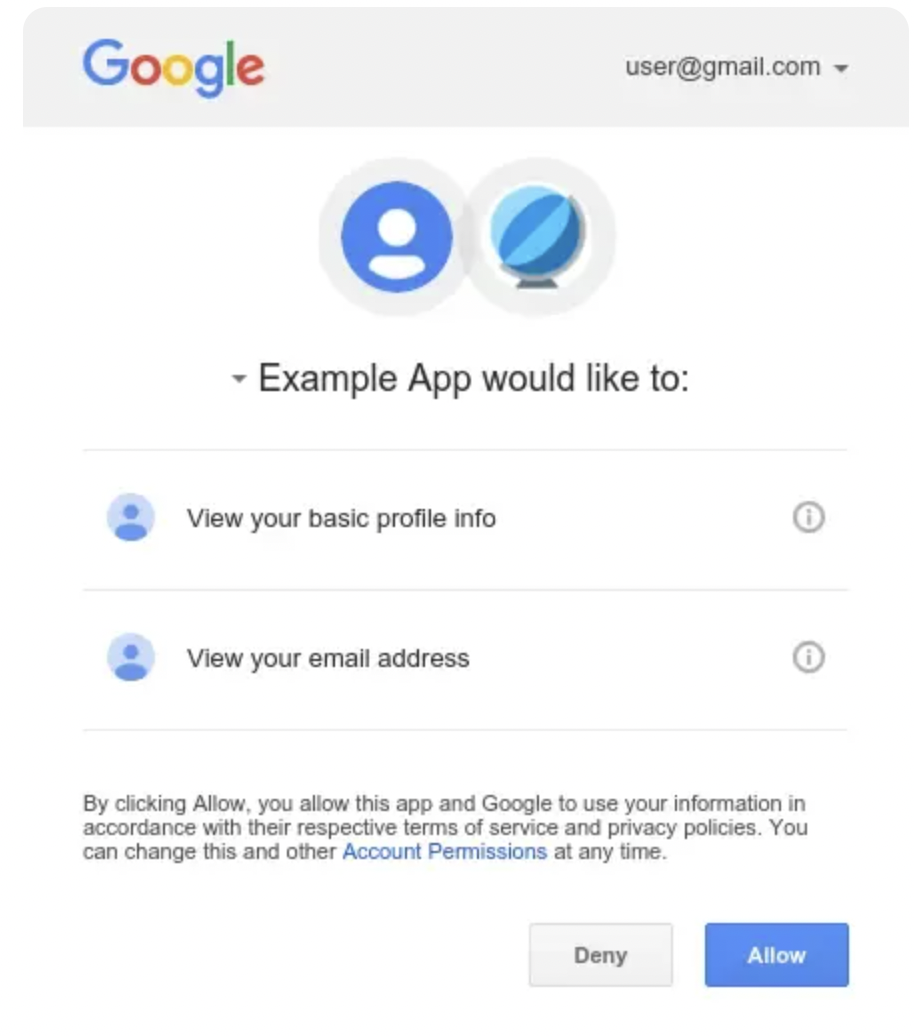 Google
user@gmail.com
Example App would like to:
View your basic profile info
View your email address
By clicking Allow, you allow this app and Google to use your information in
accordance with their respective terms of service and privacy policies. You
can change this and other Account Permissions at any time.
Deny
Allow